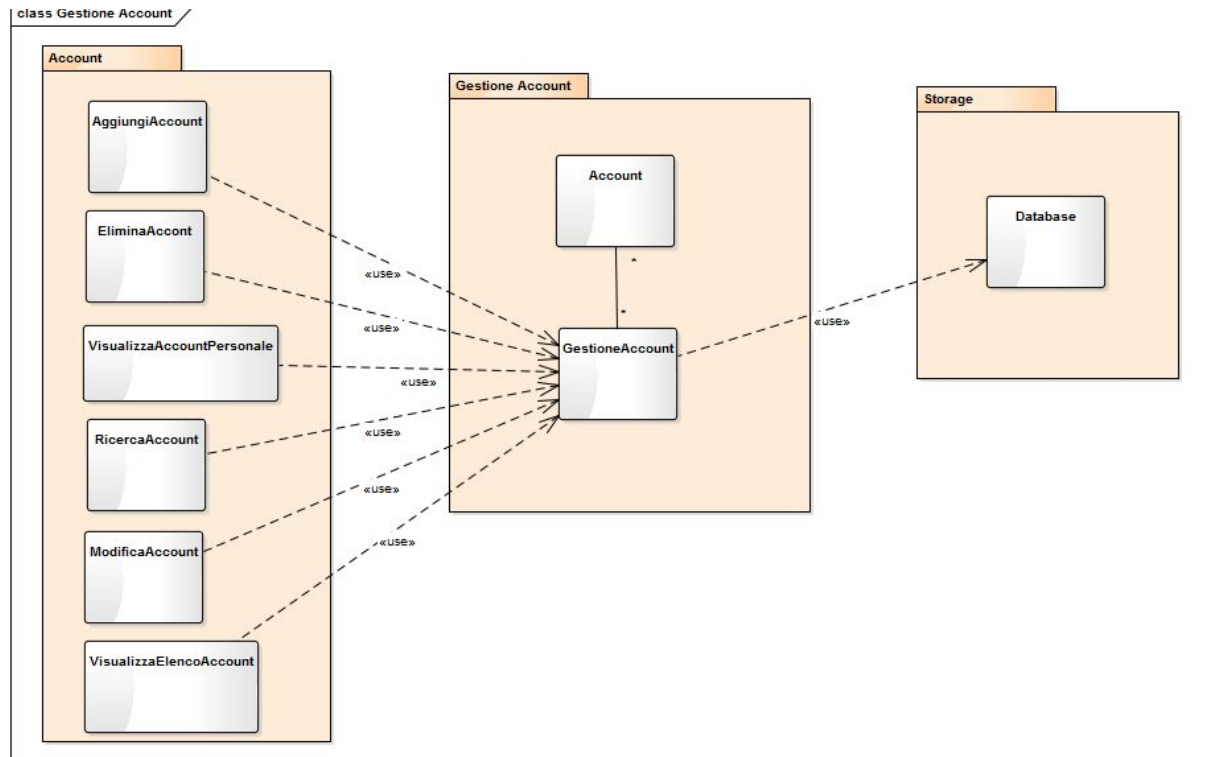 class Gestione Account
Account
AggiungiAccount
EliminaAccont
VisualizzaAccountPersonale
RicercaAccount
ModificaAccount
VisualizzaElencoAccount
«use»
«use»
«use»
«use»
«use»
«use»
Gestione Account
Account
*
*
GestioneAccount
«use»
Storage
Database